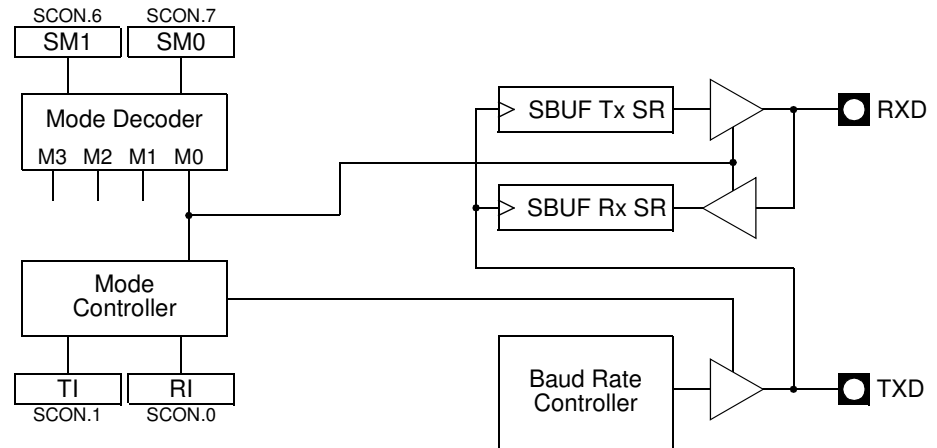 SCON.6
SCON.7
SM1
SM0
Mode Decoder
M3 M2 M1 M0
SBUF Tx SR
RXD
SBUF Rx SR
Mode
Controller
TI
RI
SCON.1
SCON.0
Baud Rate
Controller
TXD